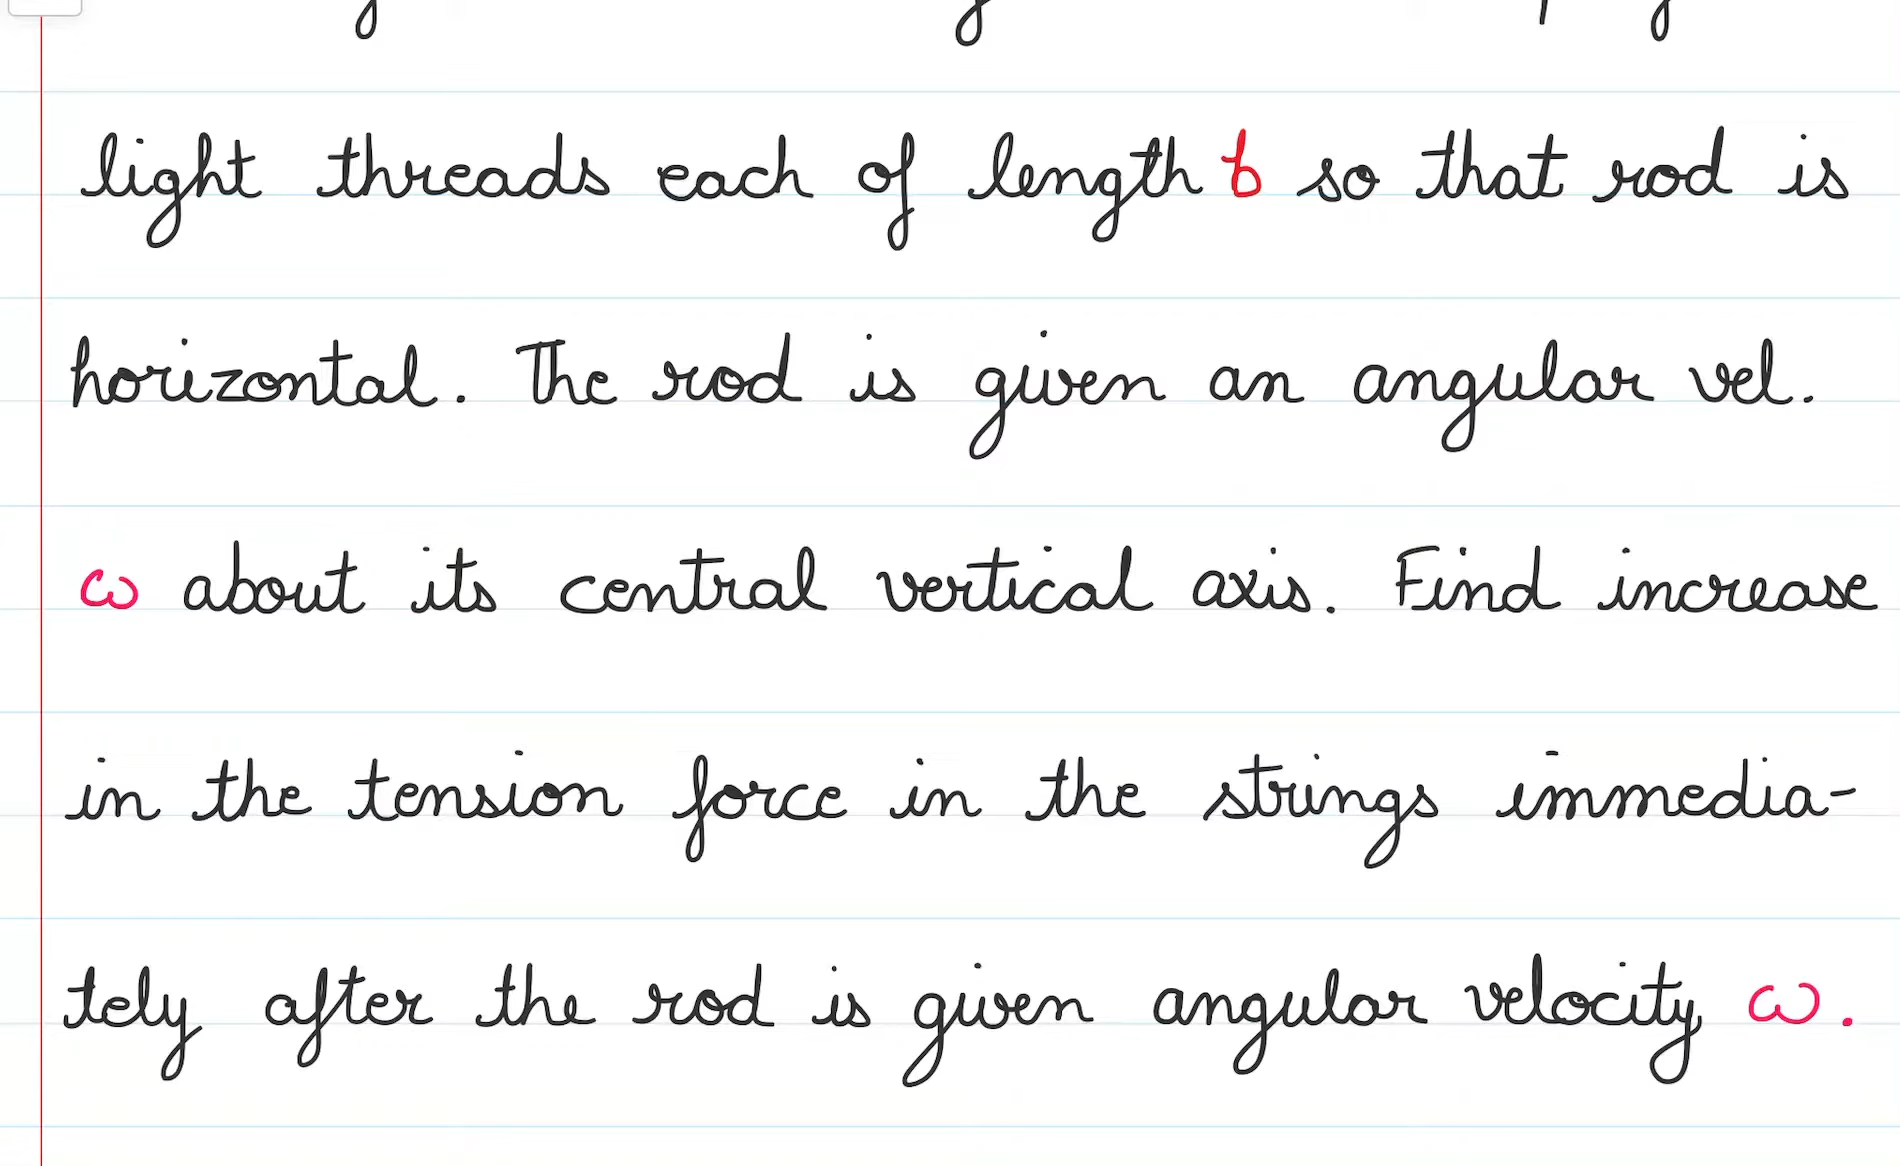 light threads each of length b so that rod is
horizontal. The rod is given an angular vel.
ω about its central vertical axis. Find increase
in the tension force in the strings immedia-
tely after the rod is given angular velocity ω.